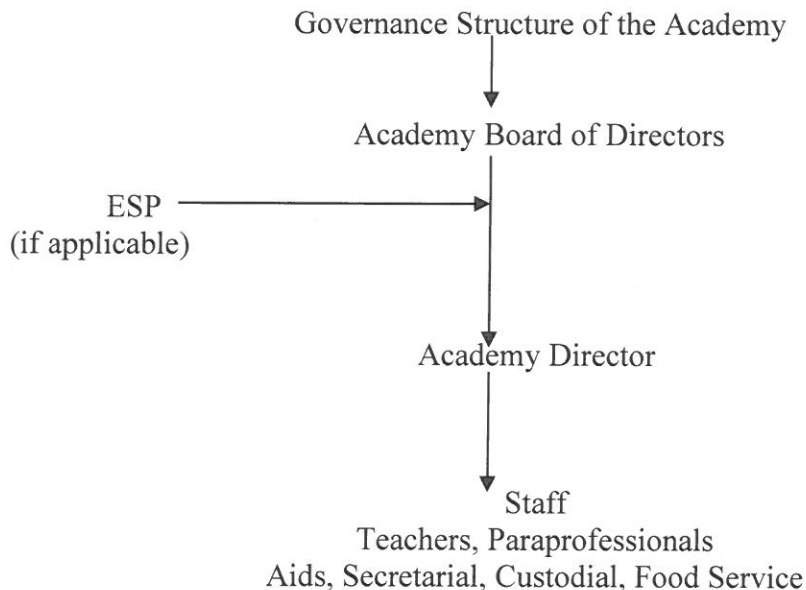 Governance Structure of the Academy
Academy Board of Directors
ESP
(if applicable)
Academy Director
Staff
Teachers, Paraprofessionals
Aids, Secretarial, Custodial, Food Service